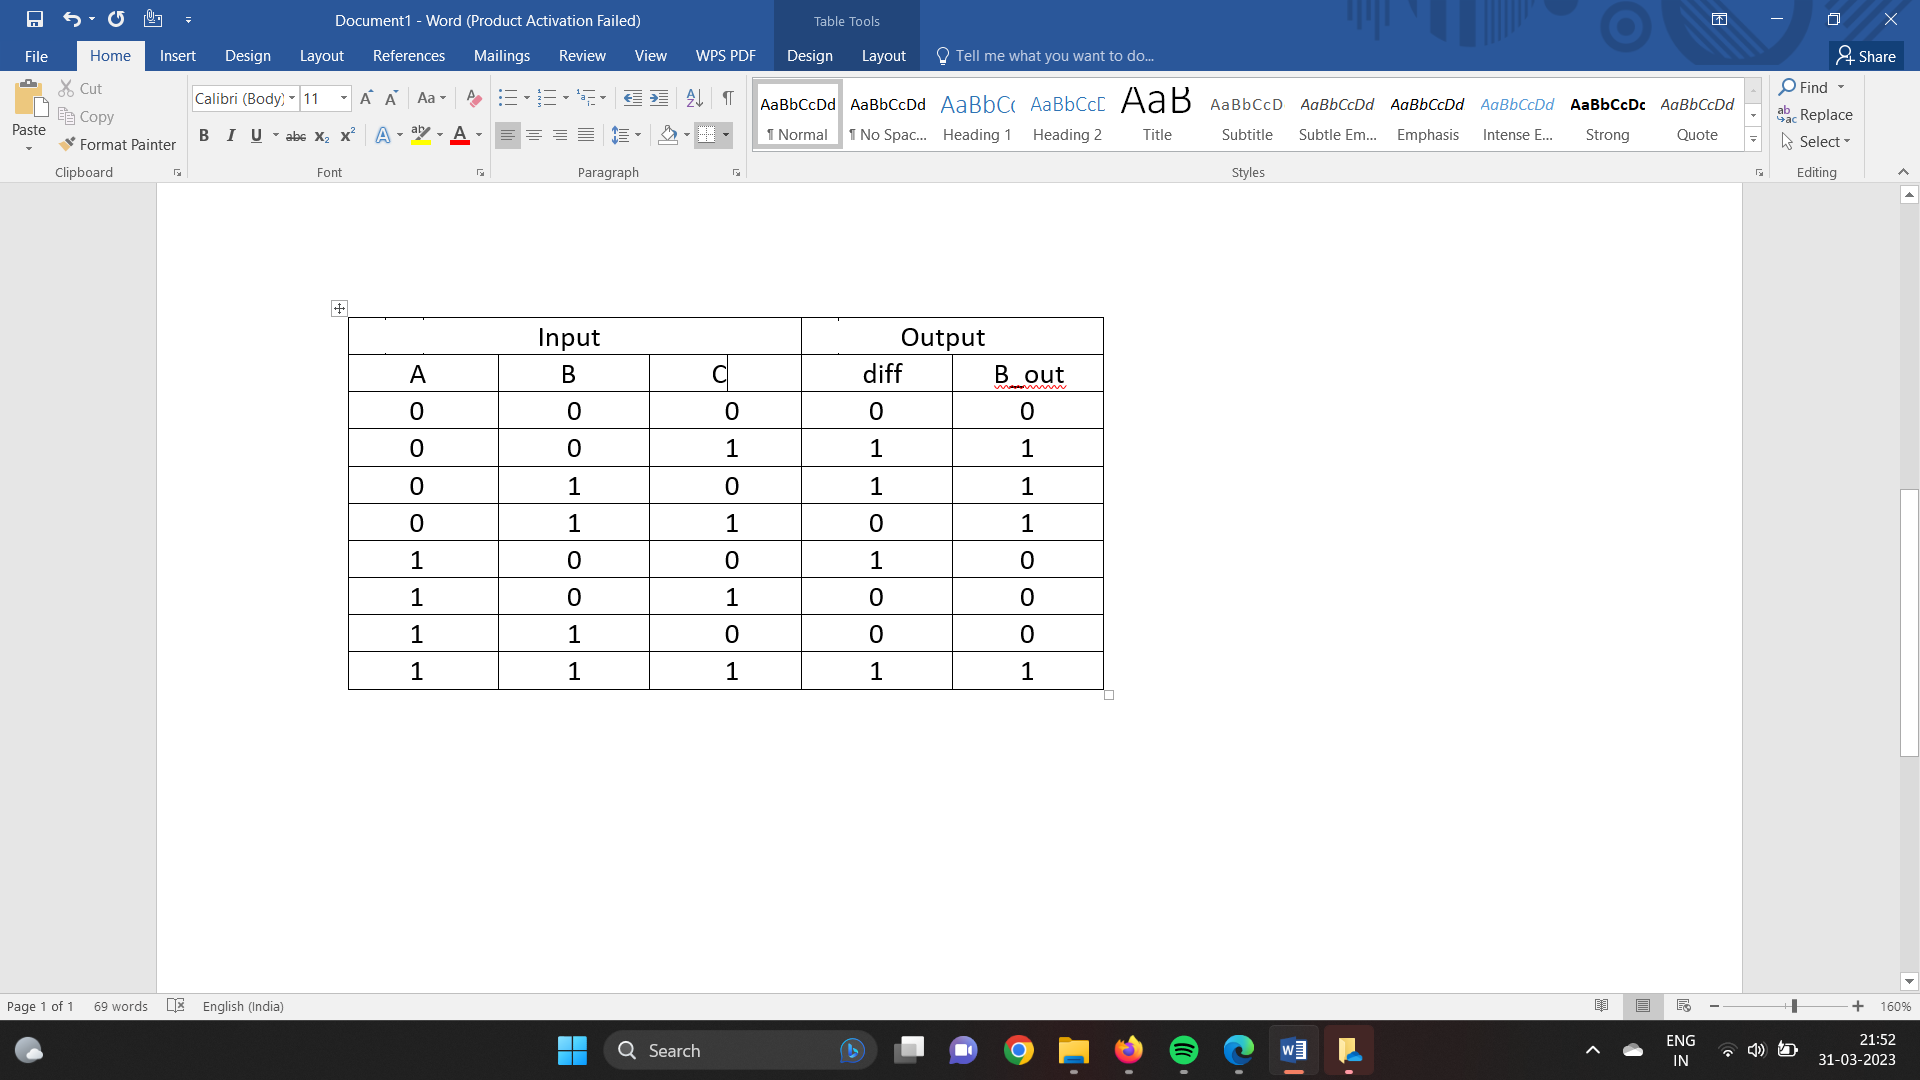 Document1 - Word (Product Activation Failed)
Table Tools
File Home Insert Design Layout References Mailings Review View WPS PDF Design Layout Tell me what you want to do... Share
Paste
Cut
Copy
Format Painter
Clipboard
Calibri (Body) 11
Font
Paragraph
AaBbCcDd AaBbCcDd AaBbC AaBbCcD AaB AaBbCcD AaBbCcDd AaBbCcDd AaBbCcDd AaBbCcDc AaBbCcDd
¶ Normal ¶ No Spac... Heading 1 Heading 2 Title Subtitle Subtle Em... Emphasis Intense E... Strong Quote
Styles
Find
Replace
Select
Editing
Input Output
A B C diff B_out
0 0 0 0 0
0 0 1 1 1
0 1 0 1 1
0 1 1 0 1
1 0 0 1 0
1 0 1 0 0
1 1 0 0 0
1 1 1 1 1
Page 1 of 1 69 words English (India) 160%
Search
ENG
IN
21:52
31-03-2023